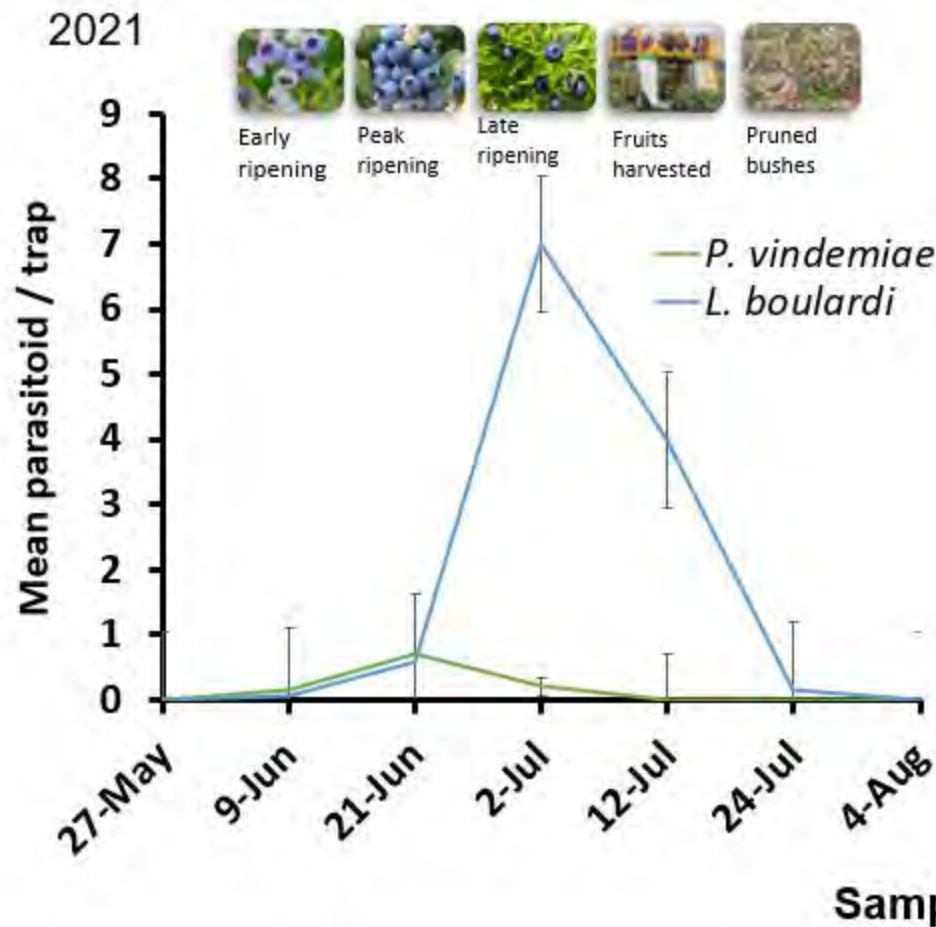 2021
Early
ripening
Peak
ripening
Late
ripening
Fruits
harvested
Pruned
bushes
9
8
7
6
5
4
3
2
1
0
Mean parasitoid / trap
P. vindemiae
L. boulardi
27-May
9-Jun
21-Jun
2-Jul
12-Jul
24-Jul
4-Aug
Samp